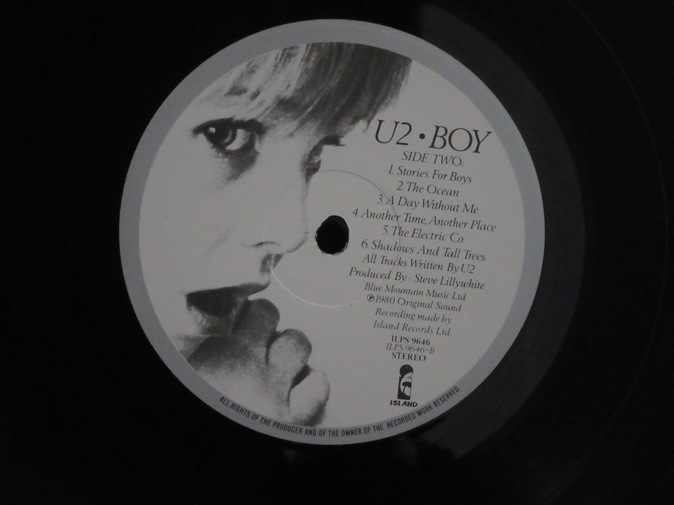 U2 • BOY
SIDE TWO:
1. Stories For Boys
2. The Ocean
3. A Day Without Me
4. Another Time, Another Place
5. The Electric Co.
6. Shadows And Tall Trees.
All Tracks Written By U2
Produced By : Steve Lillywhite
Blue Mountain Music Ltd.
℗1980 Original Sound
Recording made by
Island Records Ltd.
ILPS 9646
ILPS 9646-B
STEREO
ISLAND
ALL RIGHTS OF THE PRODUCER AND OF THE OWNER OF THE RECORDED WORK RESERVED